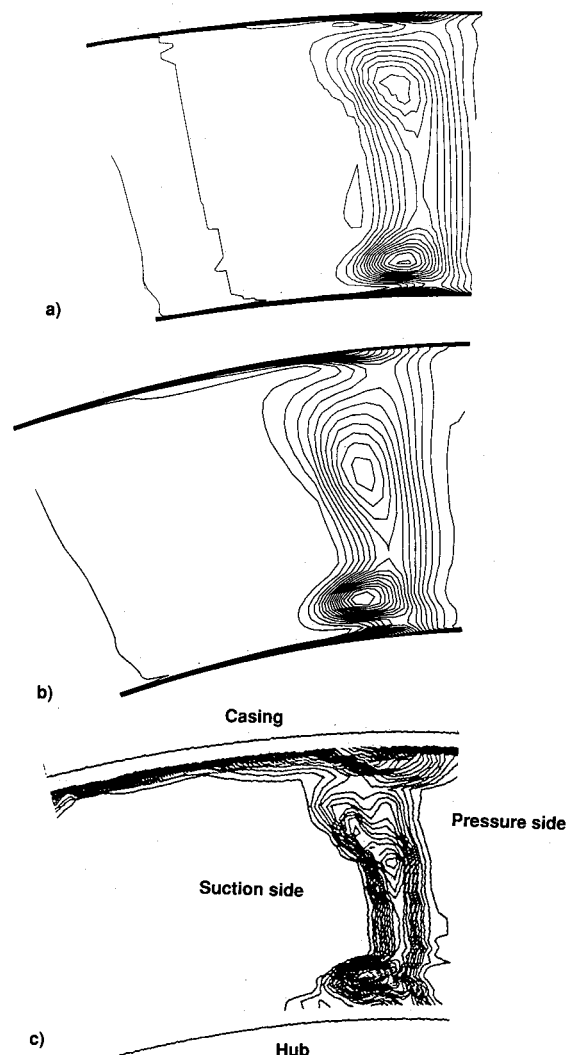 a)
b)
Casing
Pressure side
Suction side
c)
Hub